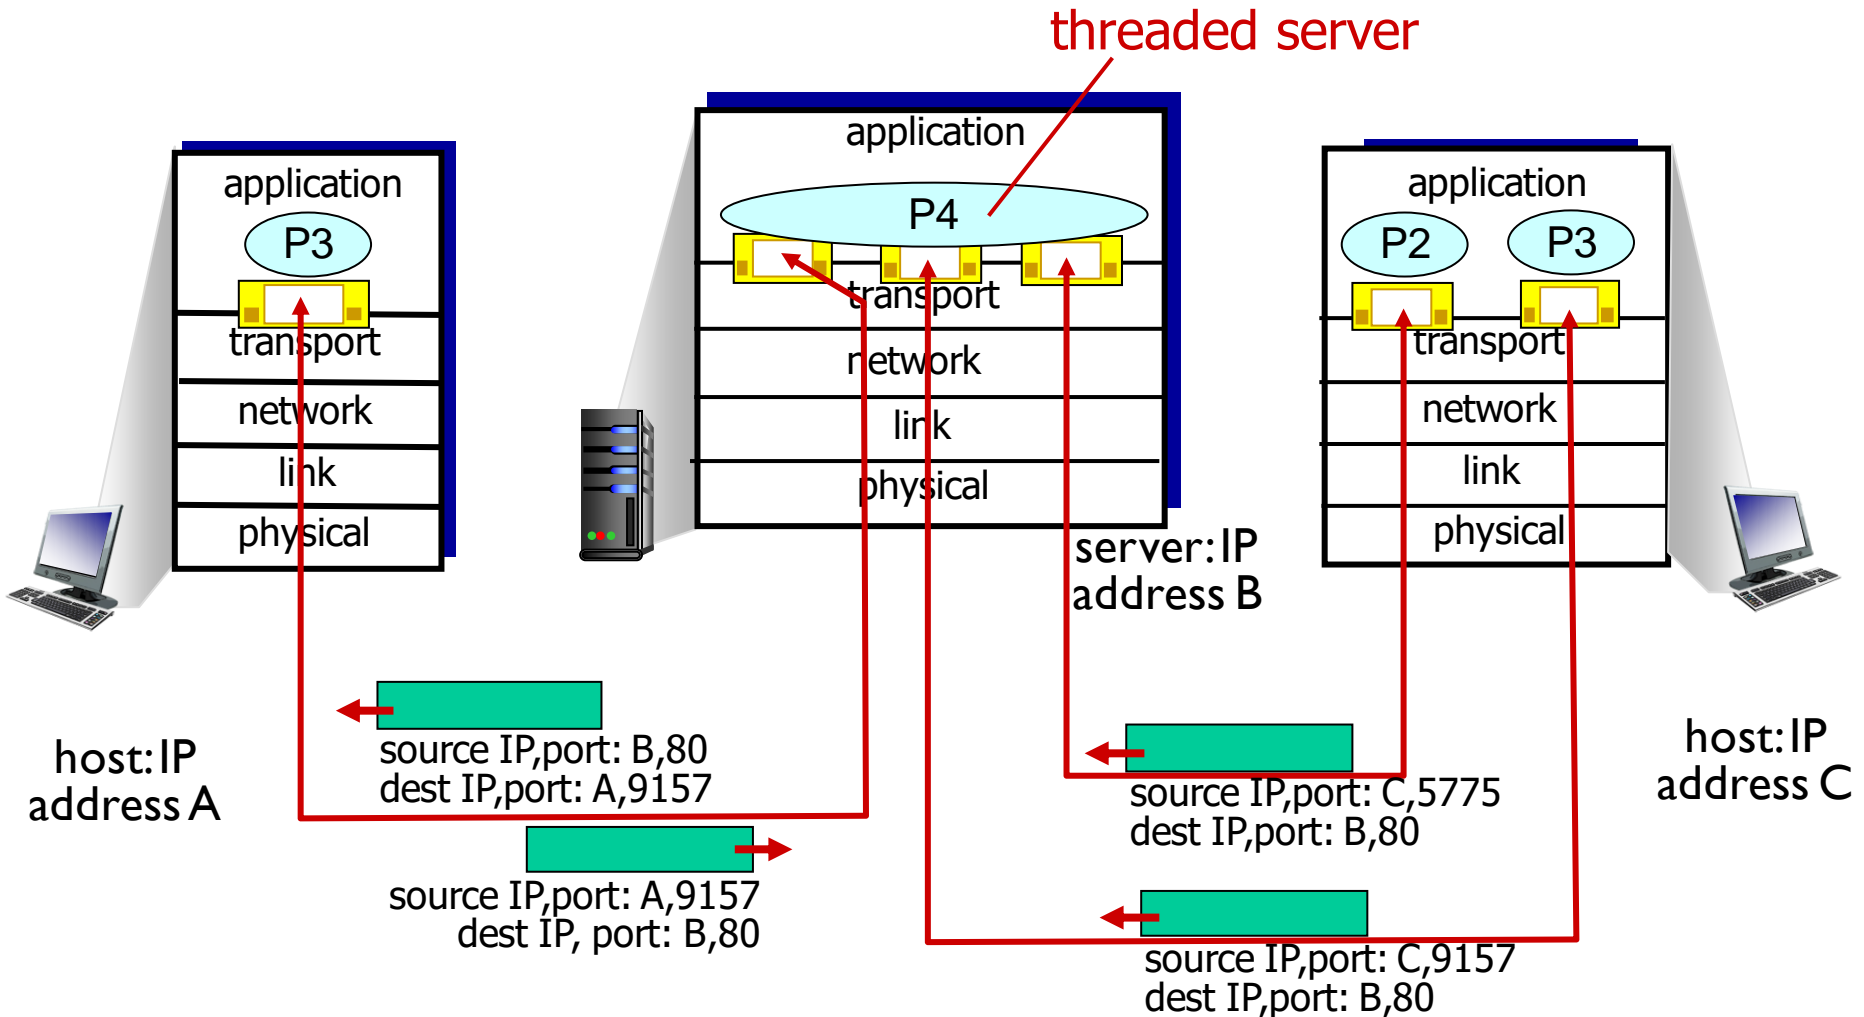 threaded server
application
P3
transport
network
link
physical
application
P4
transport
network
link
physical
application
P2
P3
transport
network
link
physical
server: IP
address B
host: IP
address A
source IP,port: B,80
dest IP,port: A,9157
source IP,port: A,9157
dest IP, port: B,80
source IP,port: C,5775
dest IP,port: B,80
source IP,port: C,9157
dest IP,port: B,80
host: IP
address C